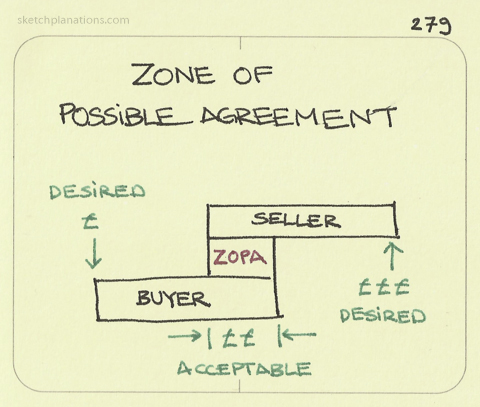 sketchplanations.com
279
ZONE OF
POSSIBLE AGREEMENT
DESIRED
£
SELLER
ZOPA
BUYER
£££
DESIRED
££
ACCEPTABLE